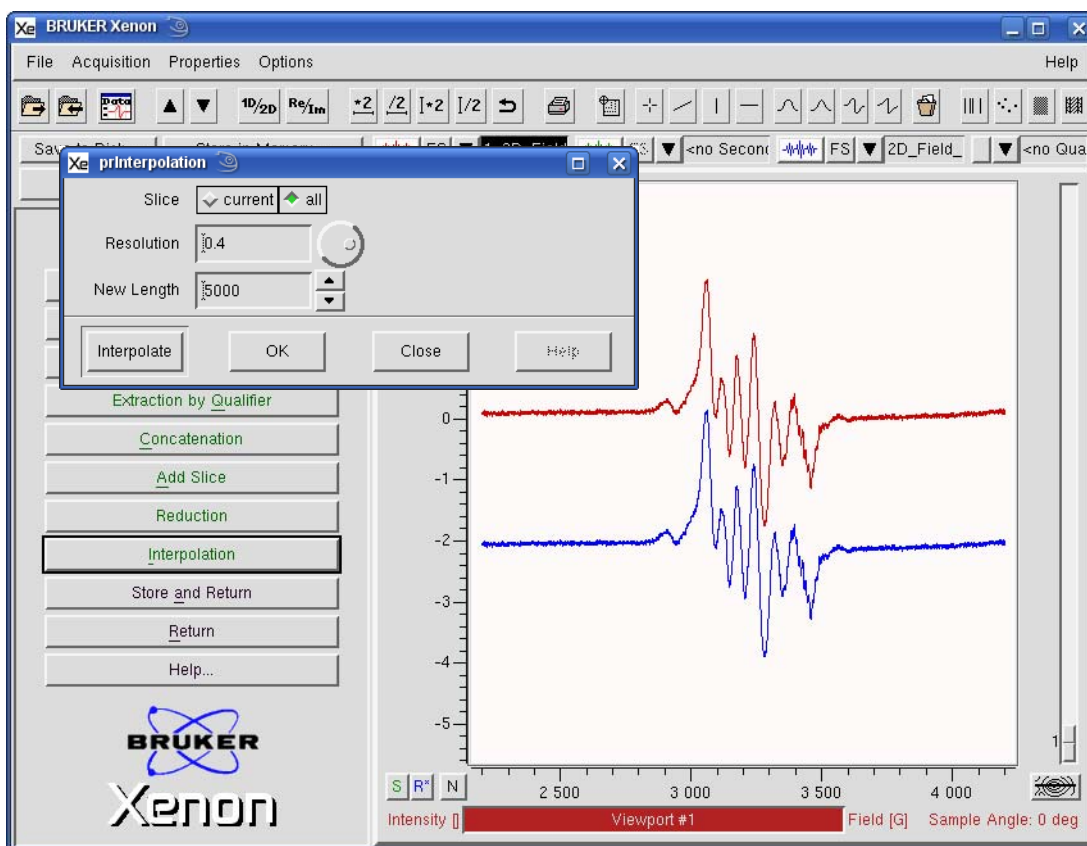 BRUKER Xenon
File Acquisition Properties Options Help
1D/2D Re/Im *2 /2 I*2 I/2
FS <no Second FS 2D_Field_ <no Qua
prInterpolation
Slice current all
Resolution 0.4
New Length 5000
Interpolate OK Close Help
Extraction by Qualifier
Concatenation
Add Slice
Reduction
Interpolation
Store and Return
Return
Help...
BRUKER
Xenon
0
-1
-2
-3
-4
-5
1
S R* N
2 500 3 000 3 500 4 000
Intensity [] Viewport #1 Field [G] Sample Angle: 0 deg